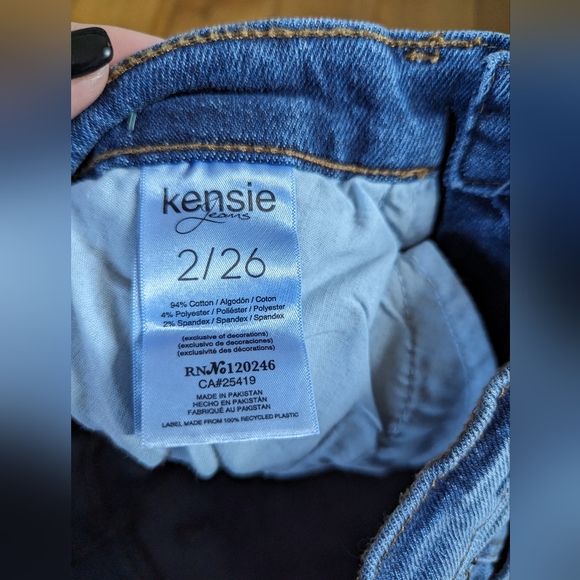 kensie
Jeans
2/26
94% Cotton / Algodón / Coton
4% Polyester / Poliéster / Polyester
2% Spandex / Spandex / Spandex
(exclusive of decorations)
(exclusivo de decoraciones)
(exclusivité des décorations)
RN№120246
CA#25419
MADE IN PAKISTAN
HECHO EN PAKISTÁN
FABRIQUÉ AU PAKISTAN
LABEL MADE FROM 100% RECYCLED PLASTIC